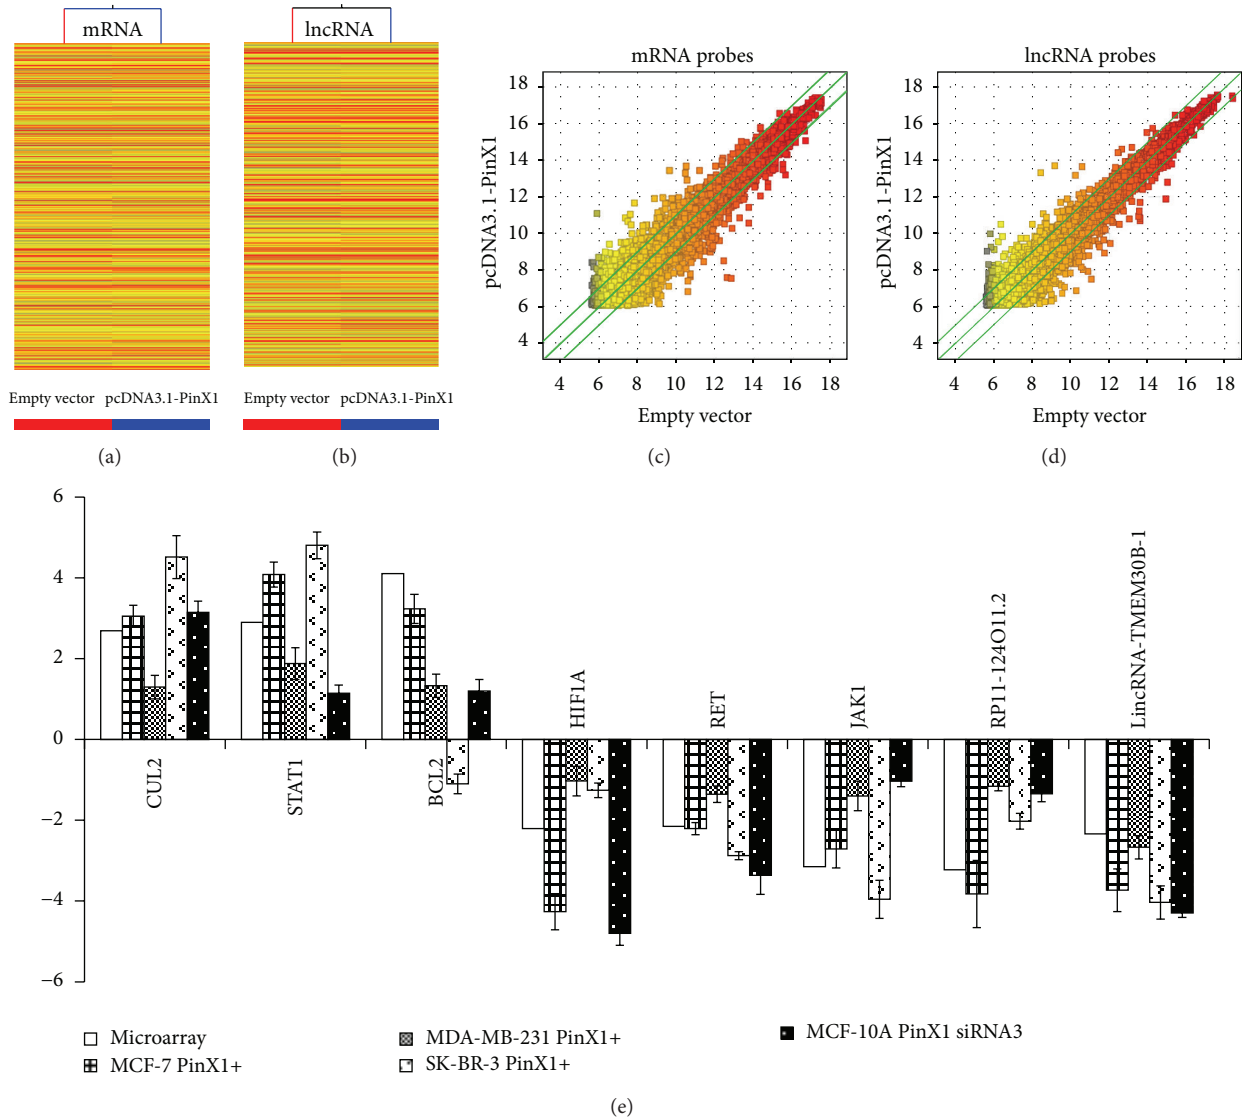 mRNA
lncRNA
Empty vector pcDNA3.1-PinX1
Empty vector pcDNA3.1-PinX1
(a)
(b)
mRNA probes
18
16
14
12
10
8
6
4
4 6 8 10 12 14 16 18
pcDNA3.1-PinX1
Empty vector
(c)
lncRNA probes
18
16
14
12
10
8
6
4
4 6 8 10 12 14 16 18
pcDNA3.1-PinX1
Empty vector
(d)
6
4
2
0
−2
−4
−6
CUL2
STAT1
BCL2
HIF1A
RET
JAK1
RP11-124O11.2
LincRNA-TMEM30B-1
Microarray
MCF-7 PinX1+
MDA-MB-231 PinX1+
SK-BR-3 PinX1+
MCF-10A PinX1 siRNA3
(e)